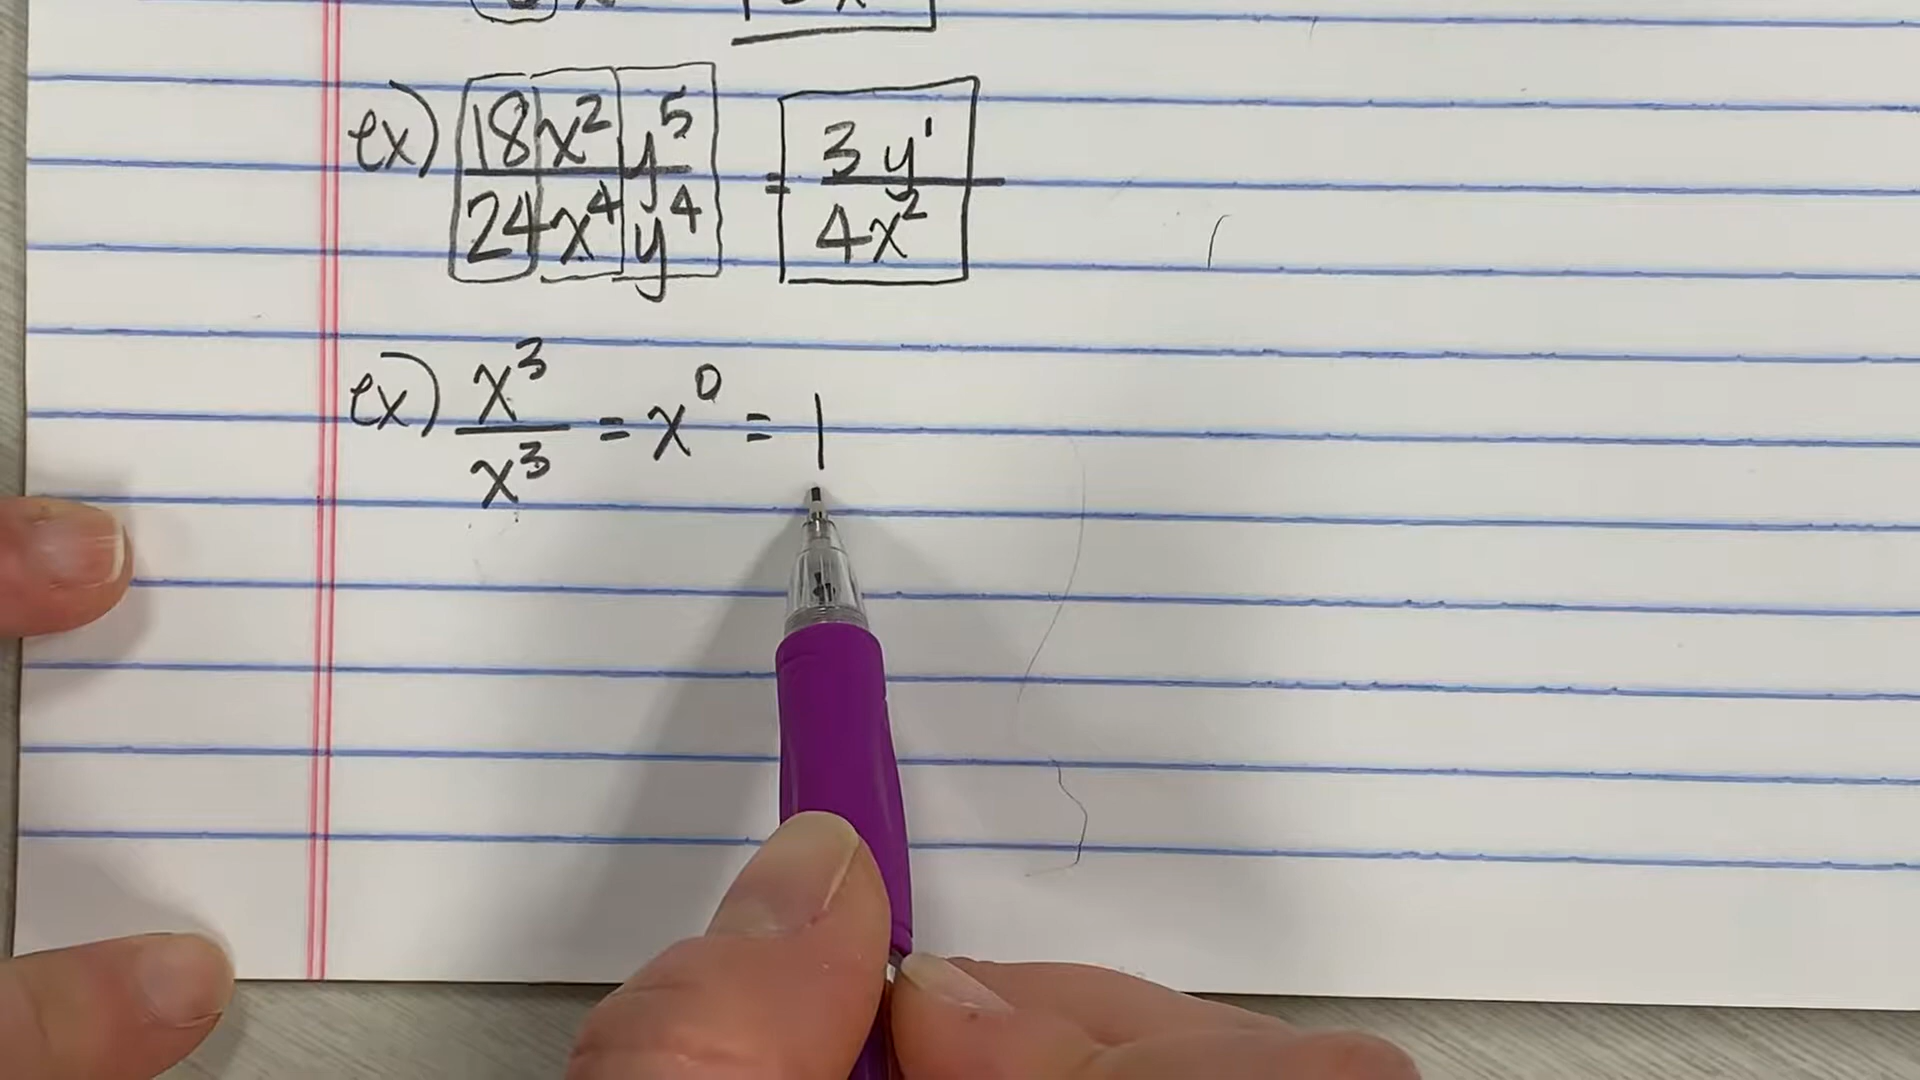 ex) 18x²y⁵/24x⁴y⁴ = 3y¹/4x²
ex) x³/x³ = x⁰ = 1